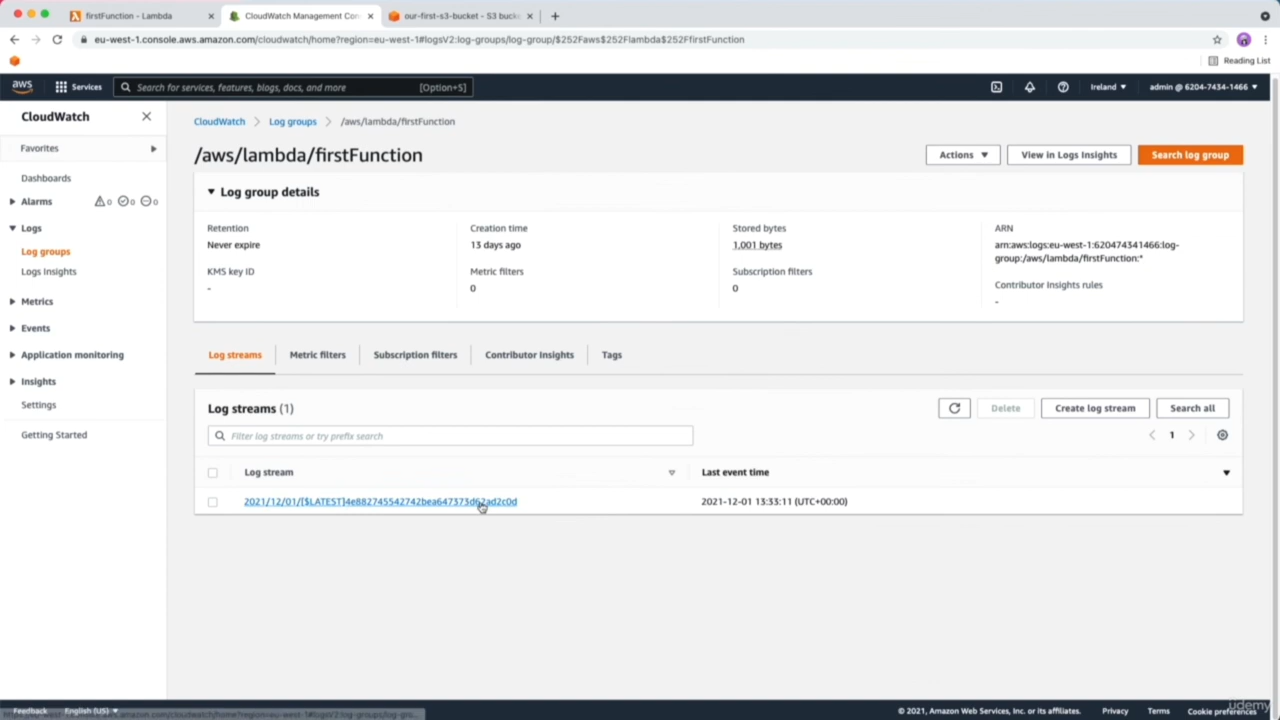 firstFunction - Lambda
CloudWatch Management Con
our-first-s3-bucket - S3 bucke
eu-west-1.console.aws.amazon.com/cloudwatch/home?region=eu-west-1#logsV2:log-groups/log-group/$252Faws$252Flambda$252FfirstFunction
Reading List
aws
Services
Search for services, features, blogs, docs, and more
[Option+S]
Ireland
admin @ 6204-7434-1466
CloudWatch
Favorites
Dashboards
Alarms
0
0
0
Logs
Log groups
Logs Insights
Metrics
Events
Application monitoring
Insights
Settings
Getting Started
CloudWatch
Log groups
/aws/lambda/firstFunction
/aws/lambda/firstFunction
Actions
View in Logs Insights
Search log group
Log group details
Retention
Never expire
KMS key ID
-
Creation time
13 days ago
Metric filters
0
Stored bytes
1,001 bytes
Subscription filters
0
ARN
arn:aws:logs:eu-west-1:620474341466:log-
group:/aws/lambda/firstFunction:*
Contributor Insights rules
-
Log streams
Metric filters
Subscription filters
Contributor Insights
Tags
Log streams (1)
Delete
Create log stream
Search all
Filter log streams or try prefix search
1
Log stream
Last event time
2021/12/01/[$LATEST]4e882745542742bea647373d62ad2c0d
2021-12-01 13:33:11 (UTC+00:00)
Feedback
English (US)
© 2021, Amazon Web Services, Inc. or its affiliates.
Privacy
Terms
Cookie preferences
udemy